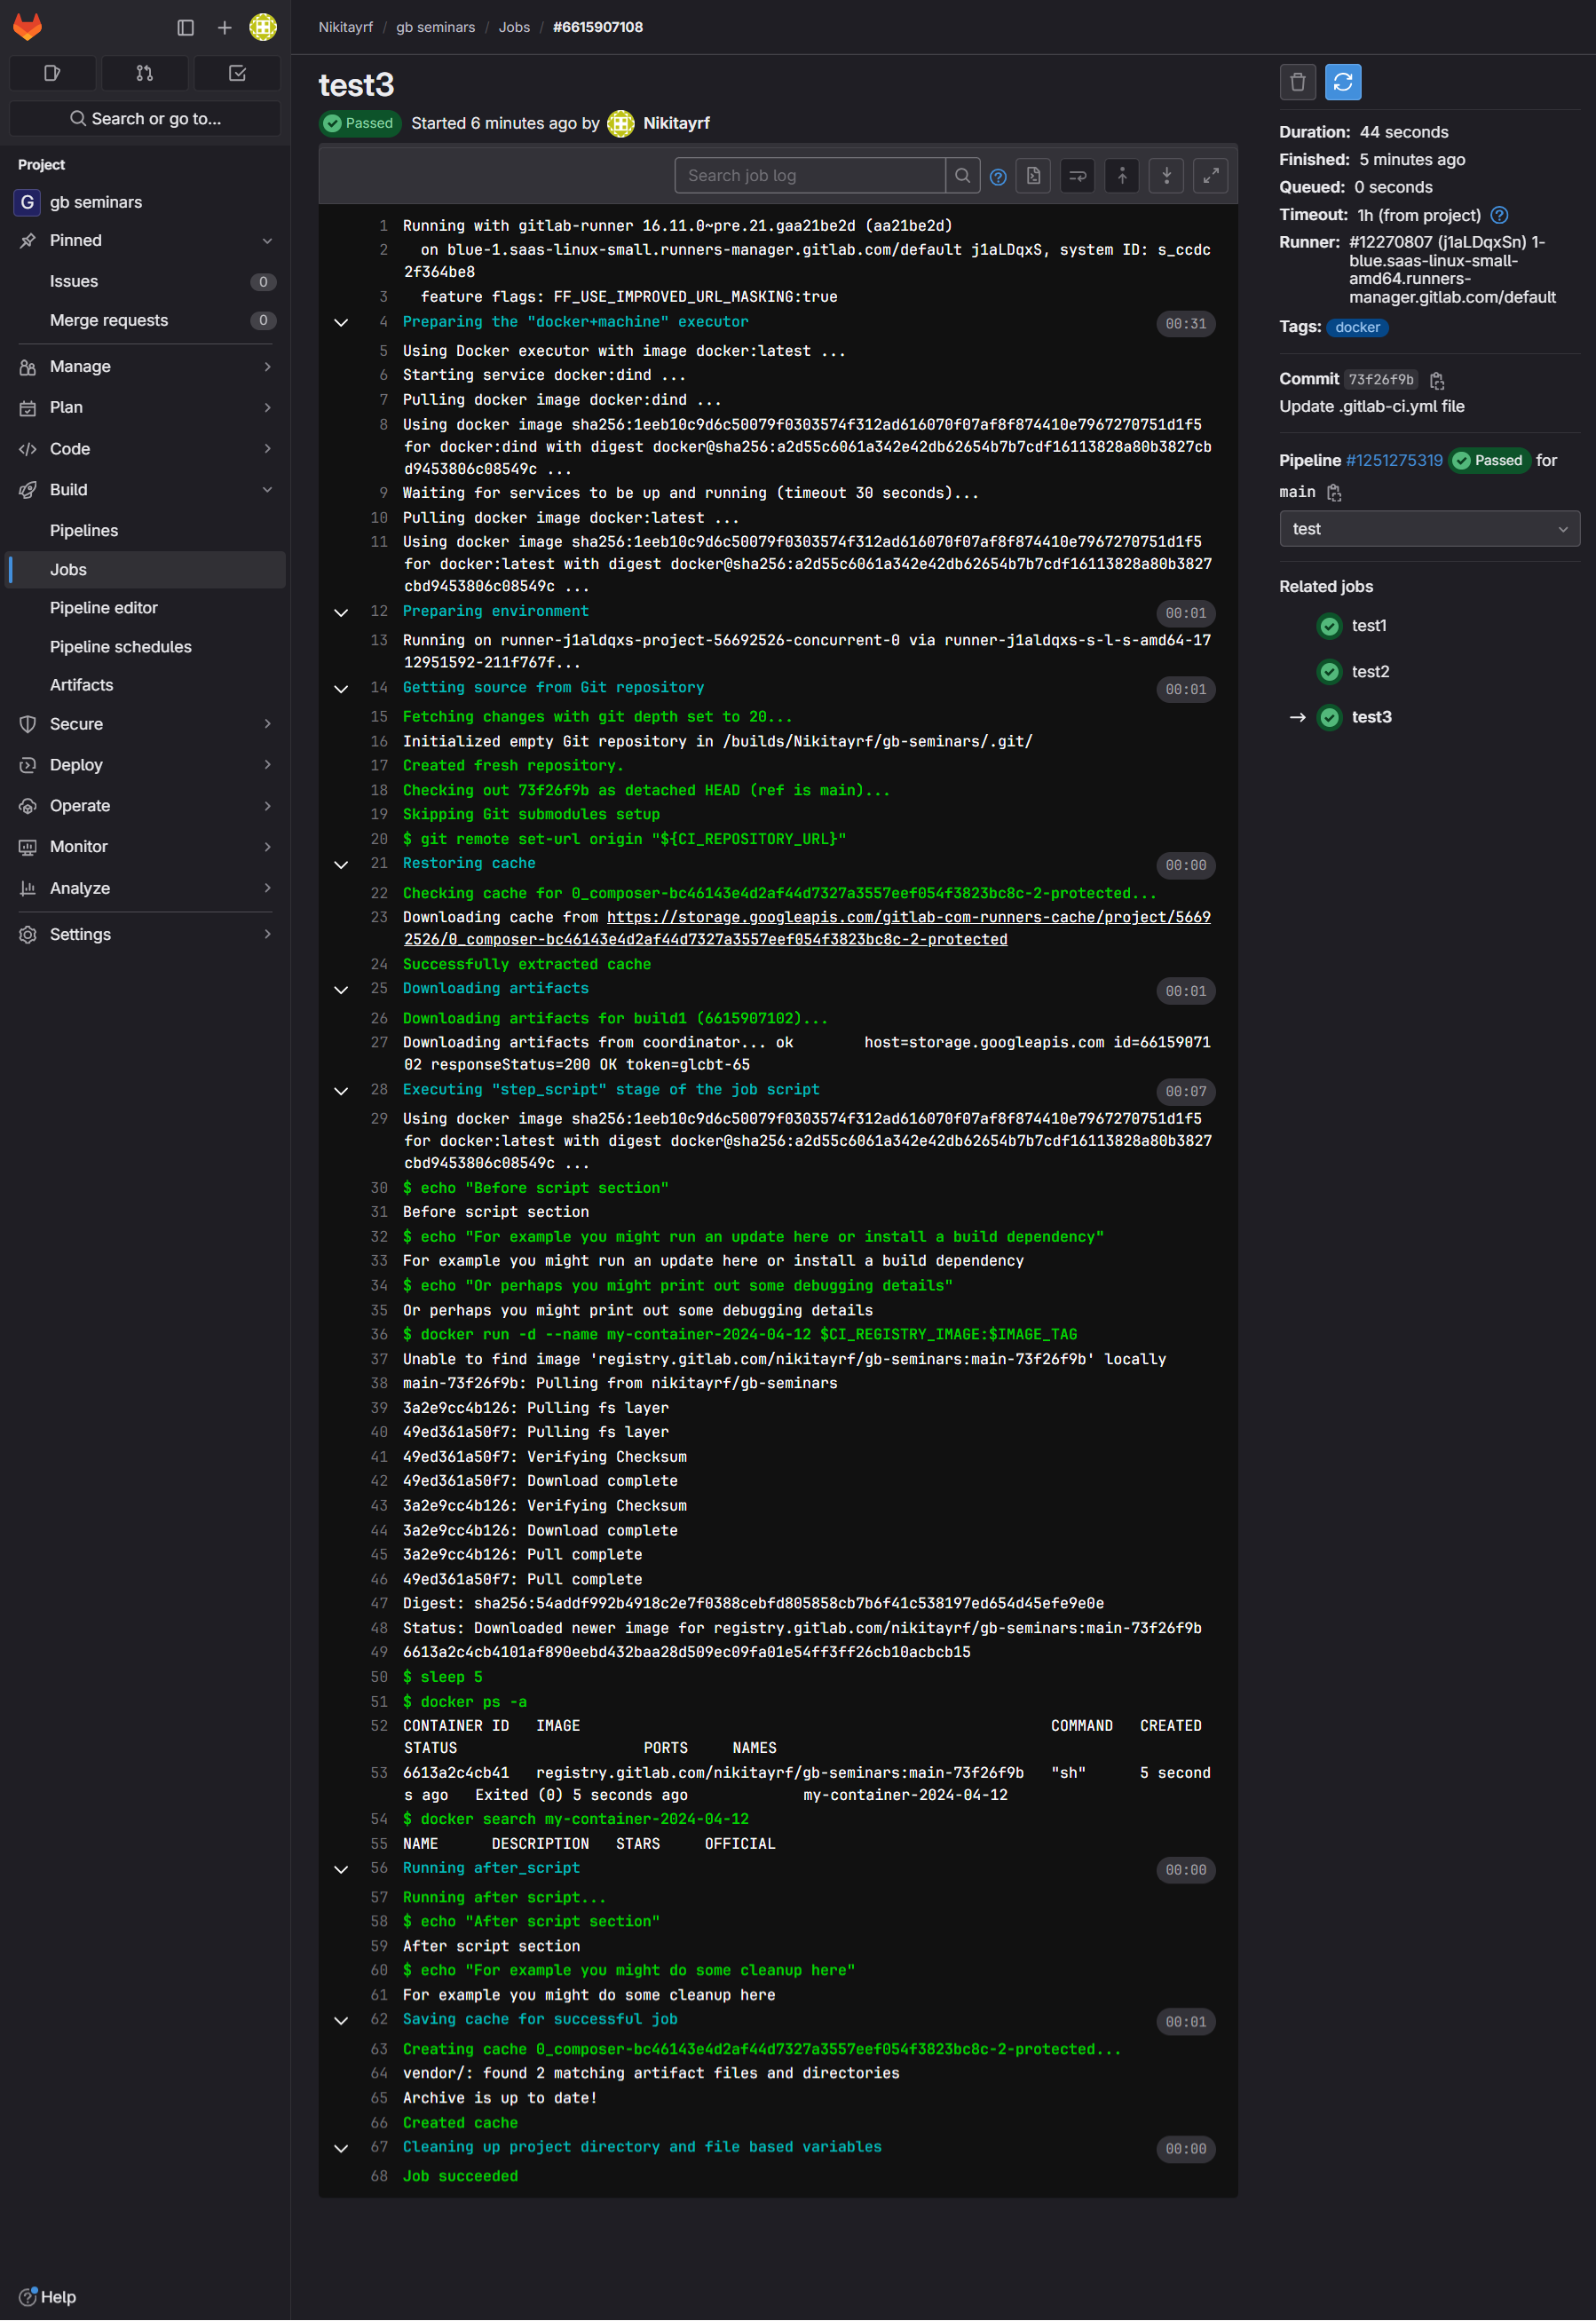 Nikitayrf / gb seminars / Jobs / #6615907108
Search or go to...
Project
G gb seminars
Pinned
Issues 0
Merge requests 0
Manage
Plan
Code
Build
Pipelines
Jobs
Pipeline editor
Pipeline schedules
Artifacts
Secure
Deploy
Operate
Monitor
Analyze
Settings
Help
test3
Passed Started 6 minutes ago by Nikitayrf
Search job log
1 Running with gitlab-runner 16.11.0~pre.21.gaa21be2d (aa21be2d)
2 on blue-1.saas-linux-small.runners-manager.gitlab.com/default j1aLDqxS, system ID: s_ccdc
2f364be8
3 feature flags: FF_USE_IMPROVED_URL_MASKING:true
4 Preparing the "docker+machine" executor 00:31
5 Using Docker executor with image docker:latest ...
6 Starting service docker:dind ...
7 Pulling docker image docker:dind ...
8 Using docker image sha256:1eeb10c9d6c50079f0303574f312ad616070f07af8f874410e7967270751d1f5
for docker:dind with digest docker@sha256:a2d55c6061a342e42db62654b7b7cdf16113828a80b3827cb
d9453806c08549c ...
9 Waiting for services to be up and running (timeout 30 seconds)...
10 Pulling docker image docker:latest ...
11 Using docker image sha256:1eeb10c9d6c50079f0303574f312ad616070f07af8f874410e7967270751d1f5
for docker:latest with digest docker@sha256:a2d55c6061a342e42db62654b7b7cdf16113828a80b3827
cbd9453806c08549c ...
12 Preparing environment 00:01
13 Running on runner-j1aldqxs-project-56692526-concurrent-0 via runner-j1aldqxs-s-l-s-amd64-17
12951592-211f767f...
14 Getting source from Git repository 00:01
15 Fetching changes with git depth set to 20...
16 Initialized empty Git repository in /builds/Nikitayrf/gb-seminars/.git/
17 Created fresh repository.
18 Checking out 73f26f9b as detached HEAD (ref is main)...
19 Skipping Git submodules setup
20 $ git remote set-url origin "${CI_REPOSITORY_URL}"
21 Restoring cache 00:00
22 Checking cache for 0_composer-bc46143e4d2af44d7327a3557eef054f3823bc8c-2-protected...
23 Downloading cache from https://storage.googleapis.com/gitlab-com-runners-cache/project/5669
2526/0_composer-bc46143e4d2af44d7327a3557eef054f3823bc8c-2-protected
24 Successfully extracted cache
25 Downloading artifacts 00:01
26 Downloading artifacts for build1 (6615907102)...
27 Downloading artifacts from coordinator... ok host=storage.googleapis.com id=66159071
02 responseStatus=200 OK token=glcbt-65
28 Executing "step_script" stage of the job script 00:07
29 Using docker image sha256:1eeb10c9d6c50079f0303574f312ad616070f07af8f874410e7967270751d1f5
for docker:latest with digest docker@sha256:a2d55c6061a342e42db62654b7b7cdf16113828a80b3827
cbd9453806c08549c ...
30 $ echo "Before script section"
31 Before script section
32 $ echo "For example you might run an update here or install a build dependency"
33 For example you might run an update here or install a build dependency
34 $ echo "Or perhaps you might print out some debugging details"
35 Or perhaps you might print out some debugging details
36 $ docker run -d --name my-container-2024-04-12 $CI_REGISTRY_IMAGE:$IMAGE_TAG
37 Unable to find image 'registry.gitlab.com/nikitayrf/gb-seminars:main-73f26f9b' locally
38 main-73f26f9b: Pulling from nikitayrf/gb-seminars
39 3a2e9cc4b126: Pulling fs layer
40 49ed361a50f7: Pulling fs layer
41 49ed361a50f7: Verifying Checksum
42 49ed361a50f7: Download complete
43 3a2e9cc4b126: Verifying Checksum
44 3a2e9cc4b126: Download complete
45 3a2e9cc4b126: Pull complete
46 49ed361a50f7: Pull complete
47 Digest: sha256:54addf992b4918c2e7f0388cebfd805858cb7b6f41c538197ed654d45efe9e0e
48 Status: Downloaded newer image for registry.gitlab.com/nikitayrf/gb-seminars:main-73f26f9b
49 6613a2c4cb4101af890eebd432baa28d509ec09fa01e54ff3ff26cb10acbcb15
50 $ sleep 5
51 $ docker ps -a
52 CONTAINER ID IMAGE COMMAND CREATED
STATUS PORTS NAMES
53 6613a2c4cb41 registry.gitlab.com/nikitayrf/gb-seminars:main-73f26f9b "sh" 5 second
s ago Exited (0) 5 seconds ago my-container-2024-04-12
54 $ docker search my-container-2024-04-12
55 NAME DESCRIPTION STARS OFFICIAL
56 Running after_script 00:00
57 Running after script...
58 $ echo "After script section"
59 After script section
60 $ echo "For example you might do some cleanup here"
61 For example you might do some cleanup here
62 Saving cache for successful job 00:01
63 Creating cache 0_composer-bc46143e4d2af44d7327a3557eef054f3823bc8c-2-protected...
64 vendor/: found 2 matching artifact files and directories
65 Archive is up to date!
66 Created cache
67 Cleaning up project directory and file based variables 00:00
68 Job succeeded
Duration: 44 seconds
Finished: 5 minutes ago
Queued: 0 seconds
Timeout: 1h (from project)
Runner: #12270807 (j1aLDqxSn) 1-
blue.saas-linux-small-
amd64.runners-
manager.gitlab.com/default
Tags: docker
Commit 73f26f9b
Update .gitlab-ci.yml file
Pipeline #1251275319 Passed for
main
test
Related jobs
test1
test2
test3